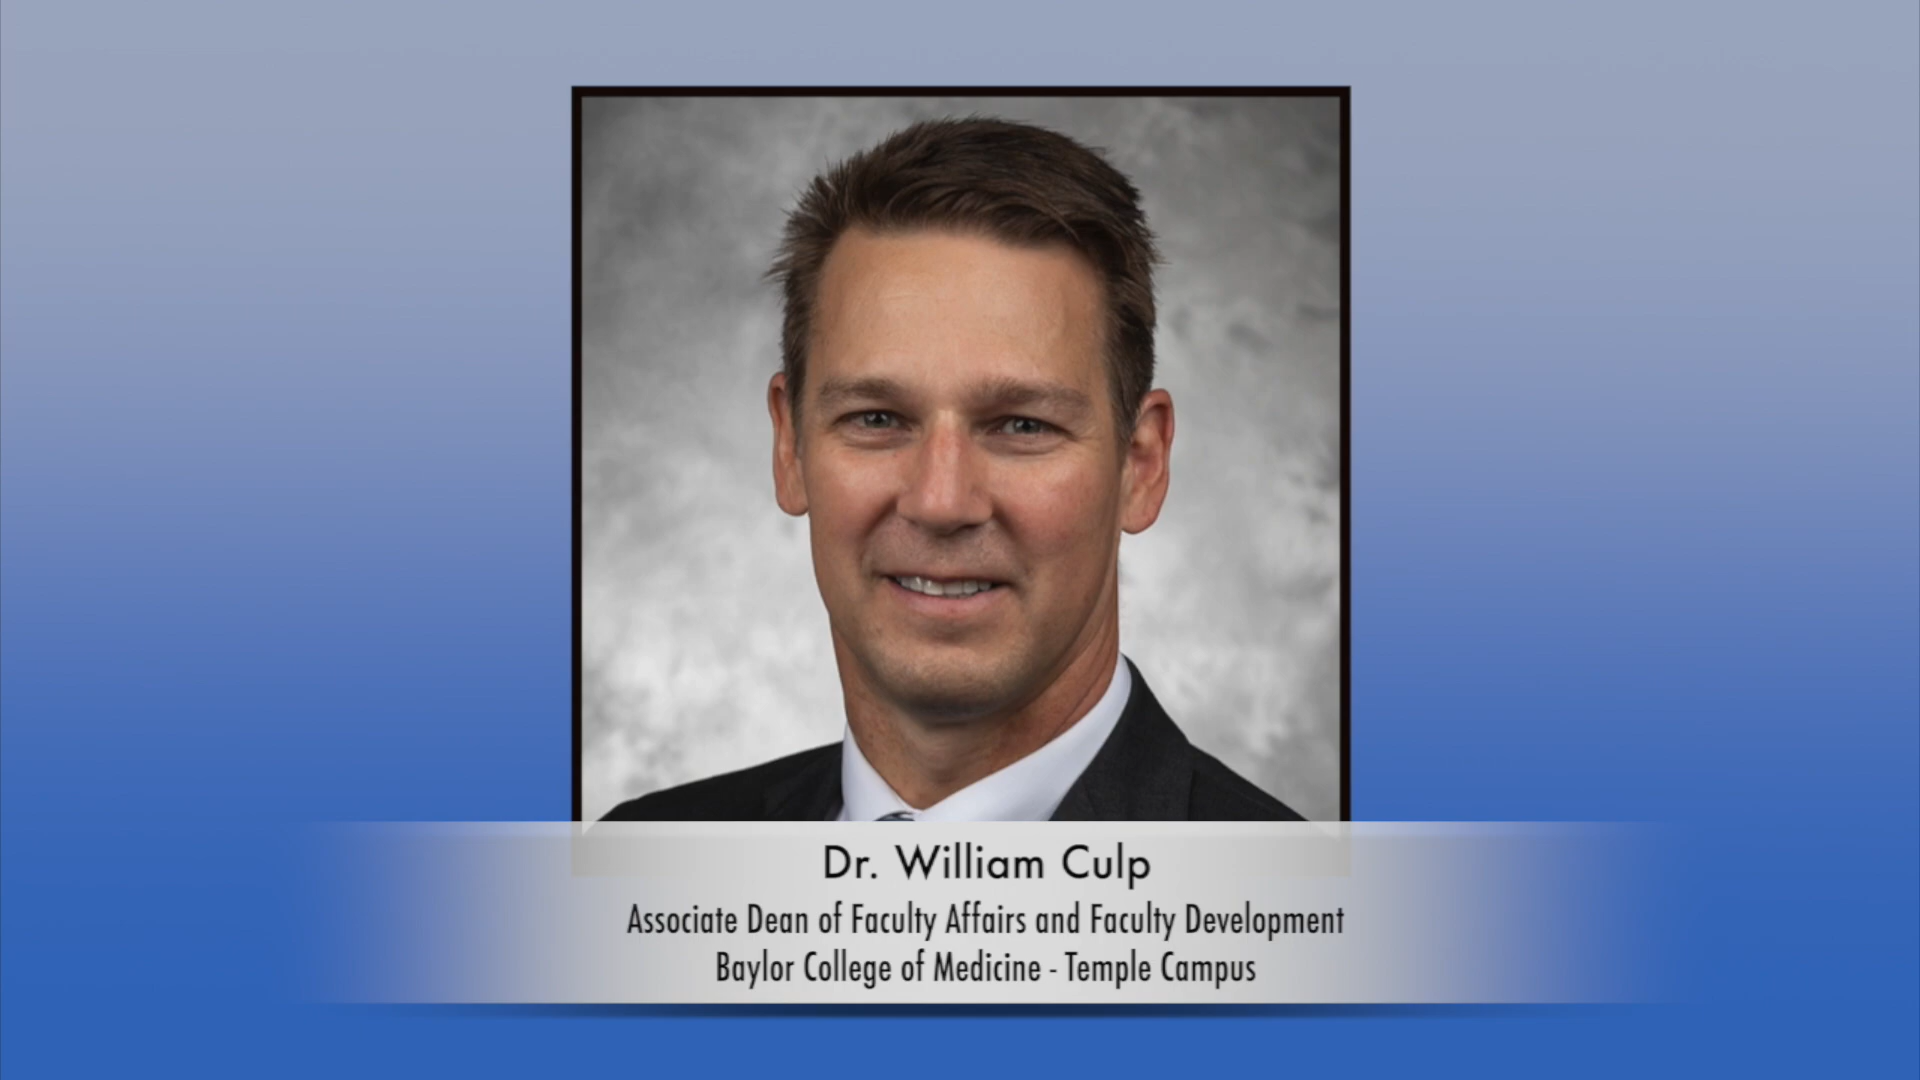 Dr. William Culp
Associate Dean of Faculty Affairs and Faculty Development
Baylor College of Medicine - Temple Campus